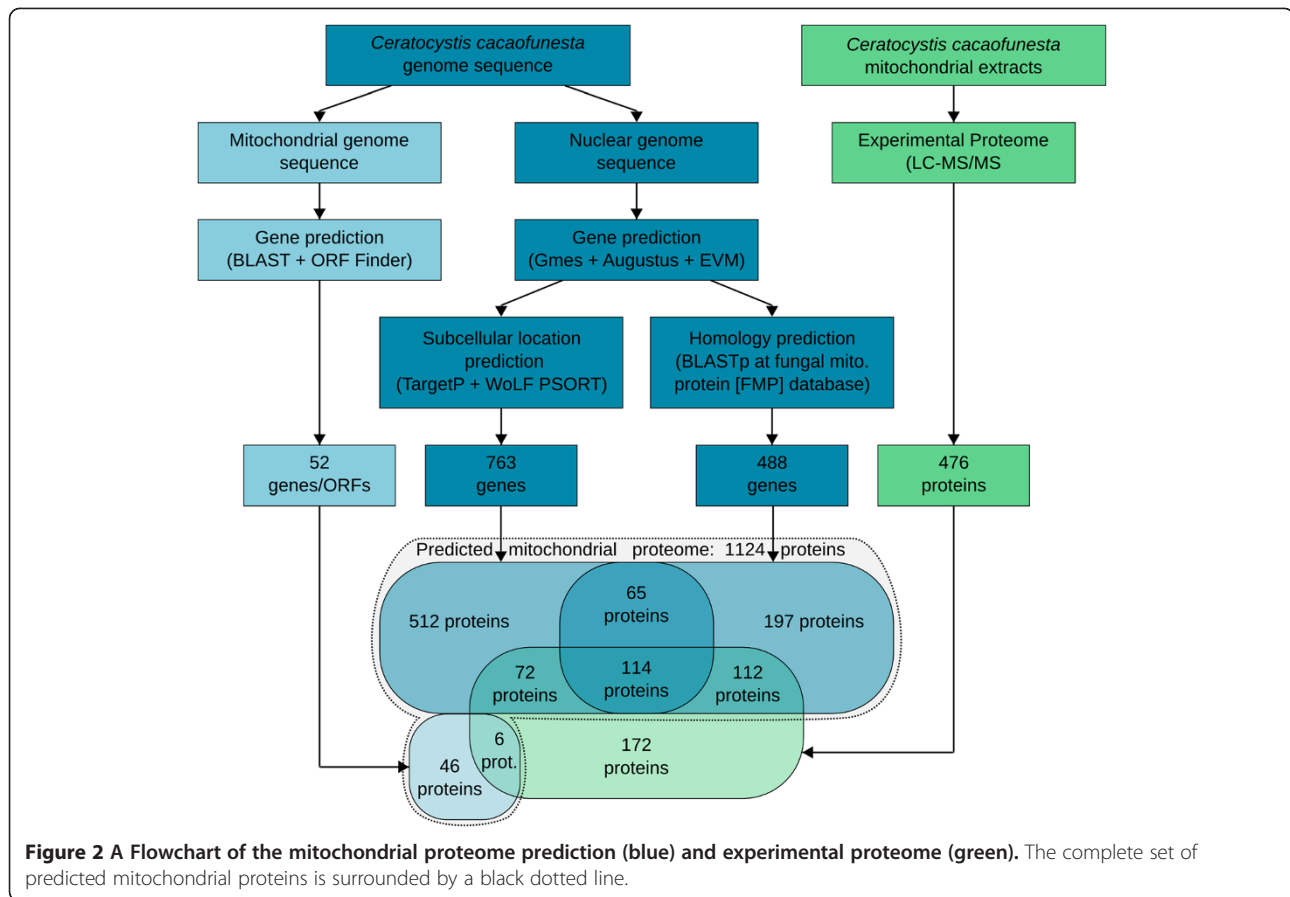 Ceratocystis cacaofunesta
genome sequence
Ceratocystis cacaofunesta
mitochondrial extracts
Mitochondrial genome
sequence
Nuclear genome
sequence
Experimental Proteome
(LC-MS/MS
Gene prediction
(BLAST + ORF Finder)
Gene prediction
(Gmes + Augustus + EVM)
Subcellular location
prediction
(TargetP + WoLF PSORT)
Homology prediction
(BLASTp at fungal mito.
protein [FMP] database)
52
genes/ORFs
763
genes
488
genes
476
proteins
Predicted mitochondrial proteome: 1124 proteins
512 proteins
65
proteins
197 proteins
72
proteins
114
proteins
112
proteins
46
proteins
6
prot.
172
proteins
Figure 2 A Flowchart of the mitochondrial proteome prediction (blue) and experimental proteome (green). The complete set of
predicted mitochondrial proteins is surrounded by a black dotted line.